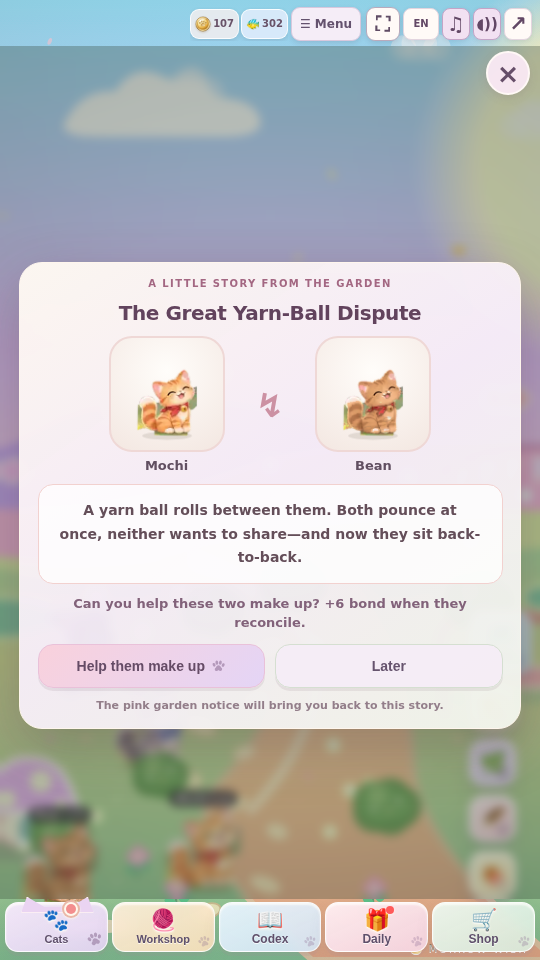 107
302
☰ Menu
EN
A LITTLE STORY FROM THE GARDEN
The Great Yarn-Ball Dispute
Mochi
Bean
A yarn ball rolls between them. Both pounce at
once, neither wants to share—and now they sit back-
to-back.
Can you help these two make up? +6 bond when they
reconcile.
Help them make up
Later
The pink garden notice will bring you back to this story.
Cats
Workshop
Codex
Daily
Shop